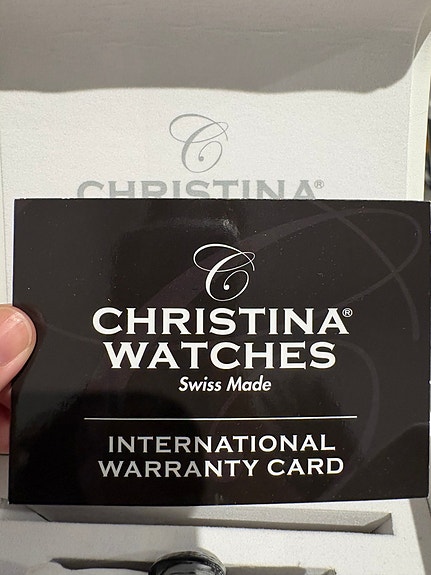 C
CHRISTINA®
C
CHRISTINA®
WATCHES
Swiss Made
INTERNATIONAL
WARRANTY CARD